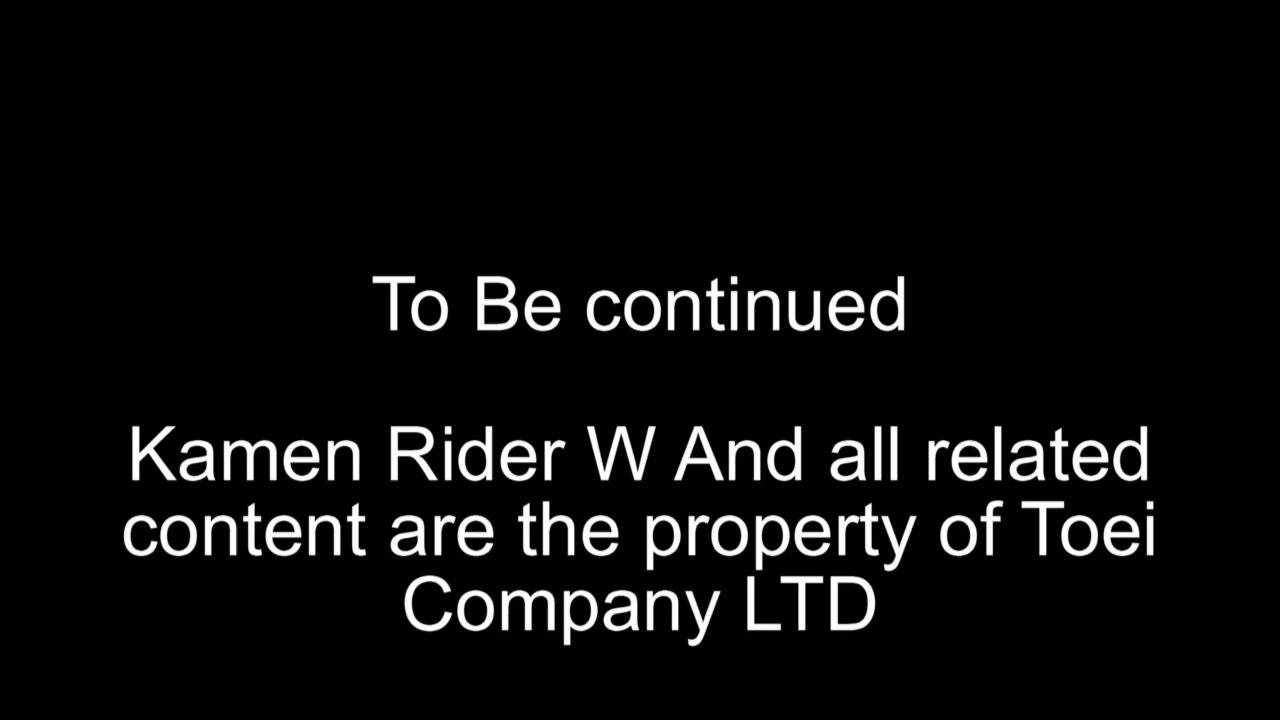 To Be continued
Kamen Rider W And all related
content are the property of Toei
Company LTD